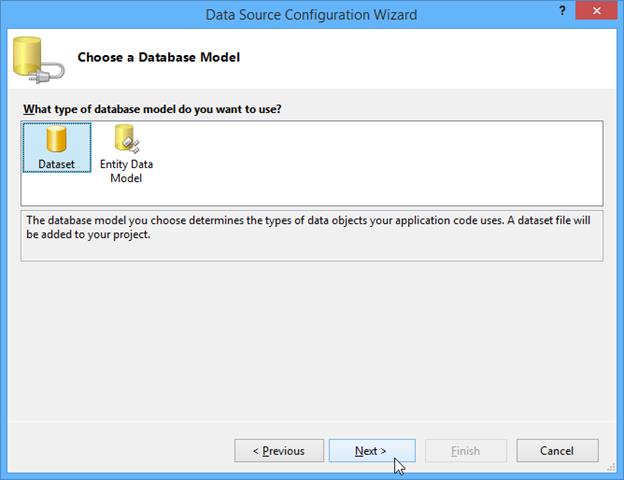 Data Source Configuration Wizard
?
Choose a Database Model
What type of database model do you want to use?
Dataset
Entity Data
Model
The database model you choose determines the types of data objects your application code uses. A dataset file will
be added to your project.
< Previous
Next >
Finish
Cancel